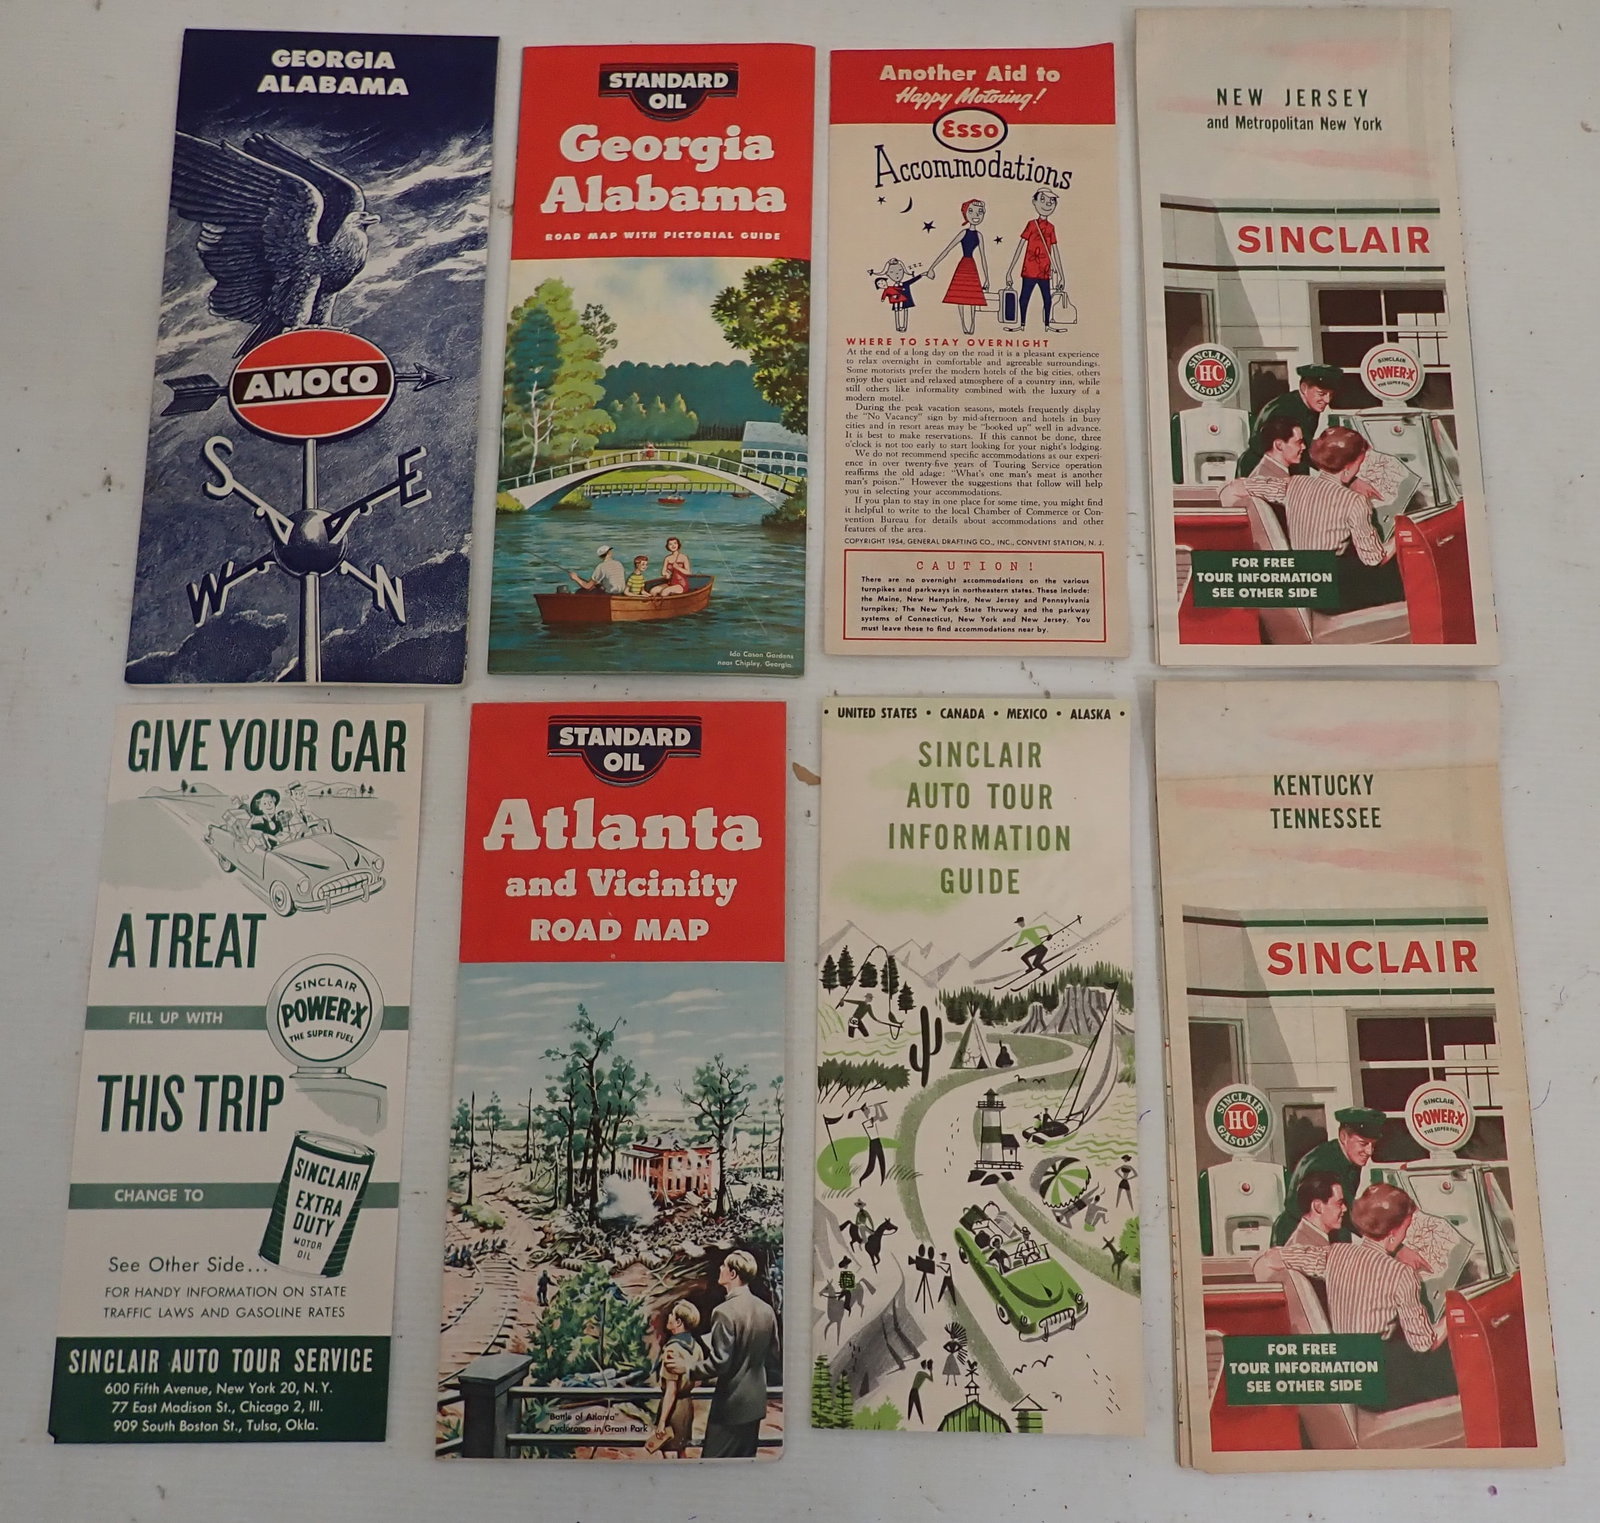 GEORGIA
ALABAMA
AMOCO
S
E
W
N
STANDARD
OIL
Georgia
Alabama
ROAD MAP WITH PICTORIAL GUIDE
Ida Cason Gardens
near Chipley, Georgia.
Another Aid to
Happy Motoring!
Esso
Accommodations
ZZZ
WHERE TO STAY OVERNIGHT
At the end of a long day on the road it is a pleasant experience
to relax overnight in comfortable and agreeable surroundings.
Some motorists prefer the modern hotels of the big cities, others
enjoy the quiet and relaxed atmosphere of a country inn, while
still others like informality combined with the luxury of a
modern motel.
During the peak vacation seasons, motels frequently display
the "No Vacancy" sign by mid-afternoon and hotels in busy
cities and in resort areas may be "booked up" well in advance.
It is best to make reservations. If this cannot be done, three
o'clock is not too early to start looking for your night's lodging.
We do not recommend specific accommodations as our experi-
ence in over twenty-five years of Touring Service operation
reaffirms the old adage: "What's one man's meat is another
man's poison." However the suggestions that follow will help
you in selecting your accommodations.
If you plan to stay in one place for some time, you might find
it helpful to write to the local Chamber of Commerce or Con-
vention Bureau for details about accommodations and other
features of the area.
COPYRIGHT 1954, GENERAL DRAFTING CO., INC., CONVENT STATION, N. J.
CAUTION!
There are no overnight accommodations on the various
turnpikes and parkways in northeastern states. These include:
the Maine, New Hampshire, New Jersey and Pennsylvania
turnpikes; The New York State Thruway and the parkway
systems of Connecticut, New York and New Jersey. You
must leave these to find accommodations near by.
NEW JERSEY
and Metropolitan New York
SINCLAIR
SINCLAIR
H-C
GASOLINE
SINCLAIR
POWER-X
THE SUPER FUEL
FOR FREE
TOUR INFORMATION
SEE OTHER SIDE
GIVE YOUR CAR
A TREAT
SINCLAIR
POWER-X
THE SUPER FUEL
FILL UP WITH
THIS TRIP
SINCLAIR
EXTRA
DUTY
MOTOR
OIL
CHANGE TO
See Other Side...
FOR HANDY INFORMATION ON STATE
TRAFFIC LAWS AND GASOLINE RATES
SINCLAIR AUTO TOUR SERVICE
600 Fifth Avenue, New York 20, N. Y.
77 East Madison St., Chicago 2, Ill.
909 South Boston St., Tulsa, Okla.
STANDARD
OIL
Atlanta
and Vicinity
ROAD MAP
"Battle of Atlanta"
Cyclorama in Grant Park
• UNITED STATES • CANADA • MEXICO • ALASKA •
SINCLAIR
AUTO TOUR
INFORMATION
GUIDE
KENTUCKY
TENNESSEE
SINCLAIR
SINCLAIR
H-C
GASOLINE
SINCLAIR
POWER-X
THE SUPER FUEL
FOR FREE
TOUR INFORMATION
SEE OTHER SIDE